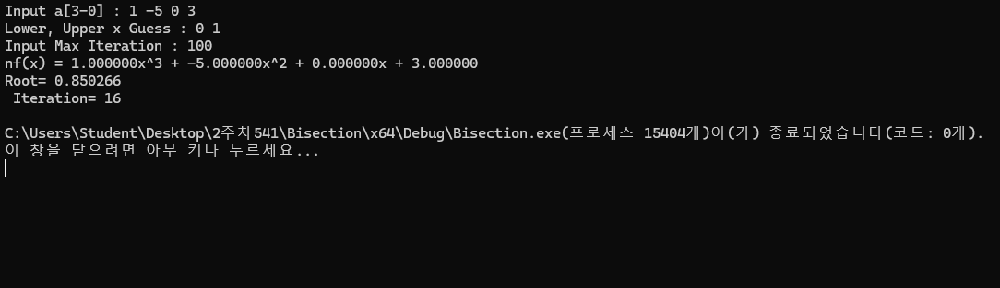 Input a[3-0] : 1 -5 0 3
Lower, Upper x Guess : 0 1
Input Max Iteration : 100
nf(x) = 1.000000x^3 + -5.000000x^2 + 0.000000x + 3.000000
Root= 0.850266
 Iteration= 16
C:\Users\Student\Desktop\2주차541\Bisection\x64\Debug\Bisection.exe(프로세스 15404개)이(가) 종료되었습니다(코드: 0개).
이 창을 닫으려면 아무 키나 누르세요...